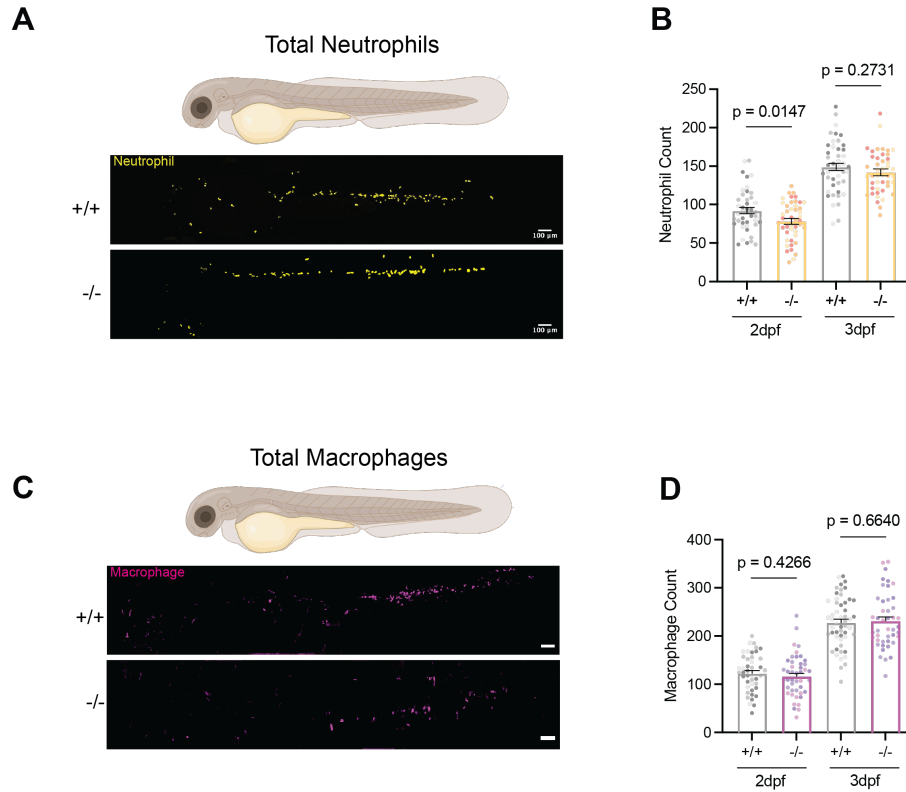 A
Total Neutrophils
Neutrophil
+/+
100 µm
-/-
100 µm
B
p = 0.2731
p = 0.0147
Neutrophil Count
250
200
150
100
50
0
+/+ -/- +/+ -/-
2dpf 3dpf
C
Total Macrophages
Macrophage
+/+
-/-
D
p = 0.6640
p = 0.4266
Macrophage Count
400
300
200
100
0
+/+ -/- +/+ -/-
2dpf 3dpf